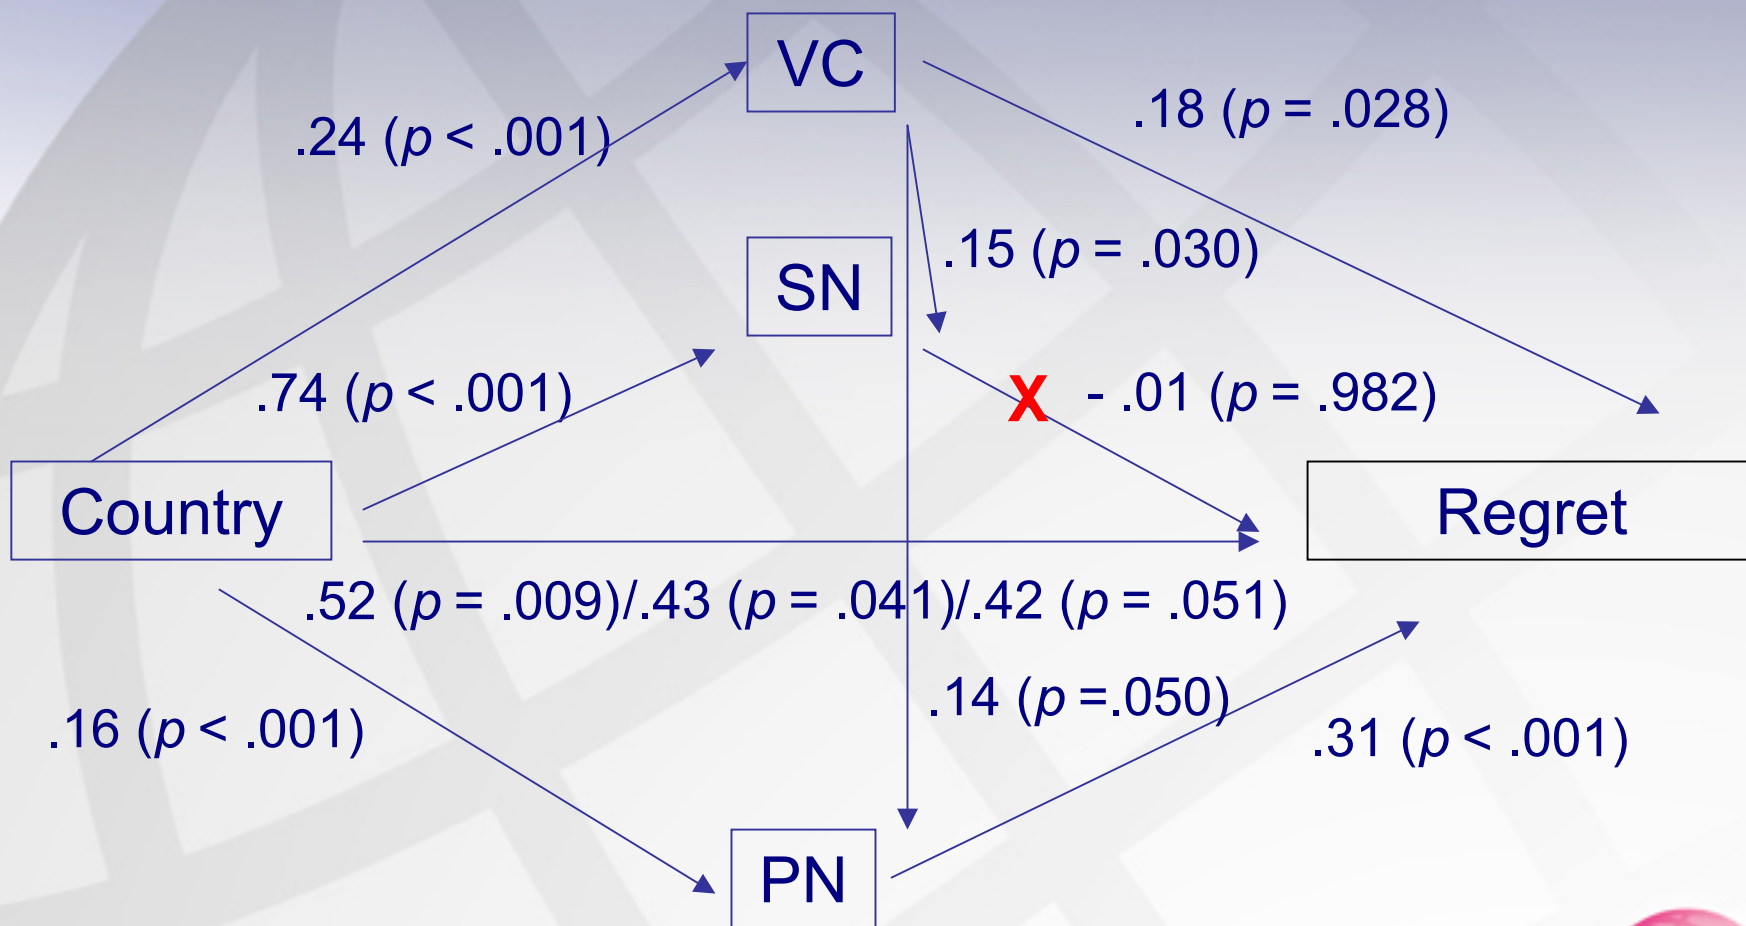 VC
.18 (p = .028)
.24 (p < .001)
.15 (p = .030)
SN
.74 (p < .001)
X - .01 (p = .982)
Country
Regret
.52 (p = .009)/.43 (p = .041)/.42 (p = .051)
.14 (p =.050)
.16 (p < .001)
.31 (p < .001)
PN